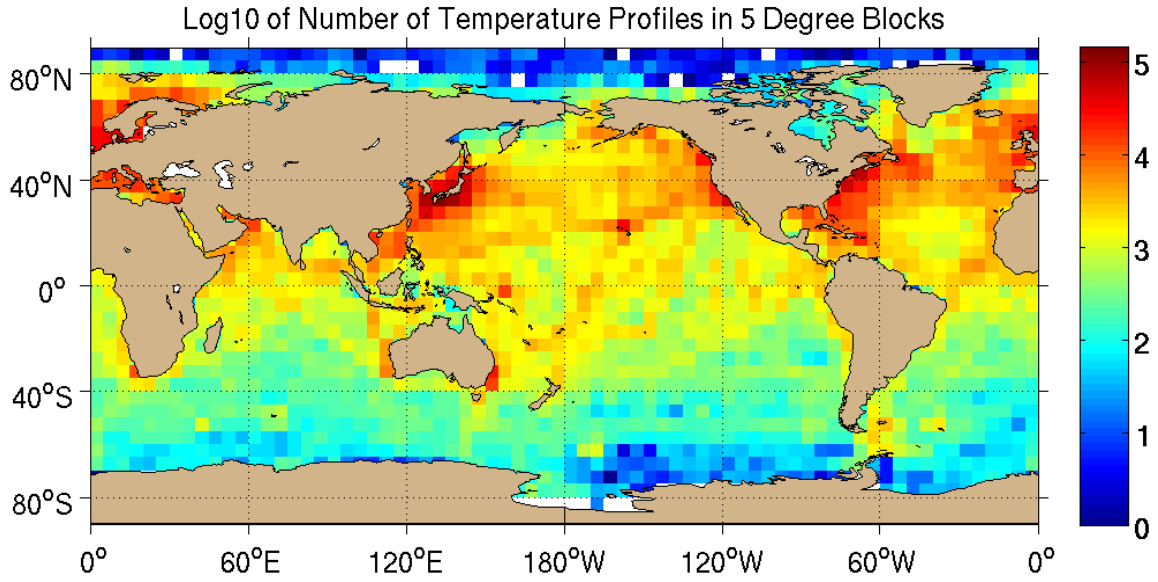 Log10 of Number of Temperature Profiles in 5 Degree Blocks
80°N
40°N
0°
40°S
80°S
0°
60°E
120°E
180°W
120°W
60°W
0°
5
4
3
2
1
0